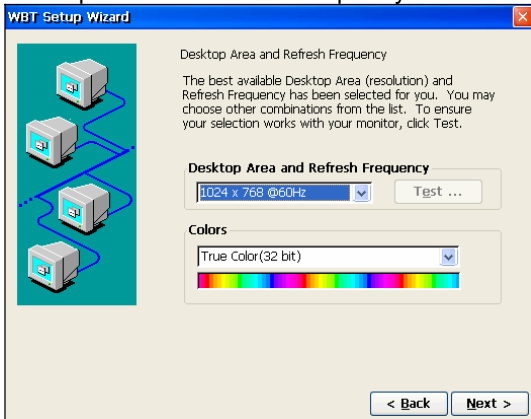 WBT Setup Wizard
Desktop Area and Refresh Frequency
The best available Desktop Area (resolution) and
Refresh Frequency has been selected for you. You may
choose other combinations from the list. To ensure
your selection works with your monitor, click Test.
Desktop Area and Refresh Frequency
1024 x 768 @60Hz
Test ...
Colors
True Color(32 bit)
< Back
Next >